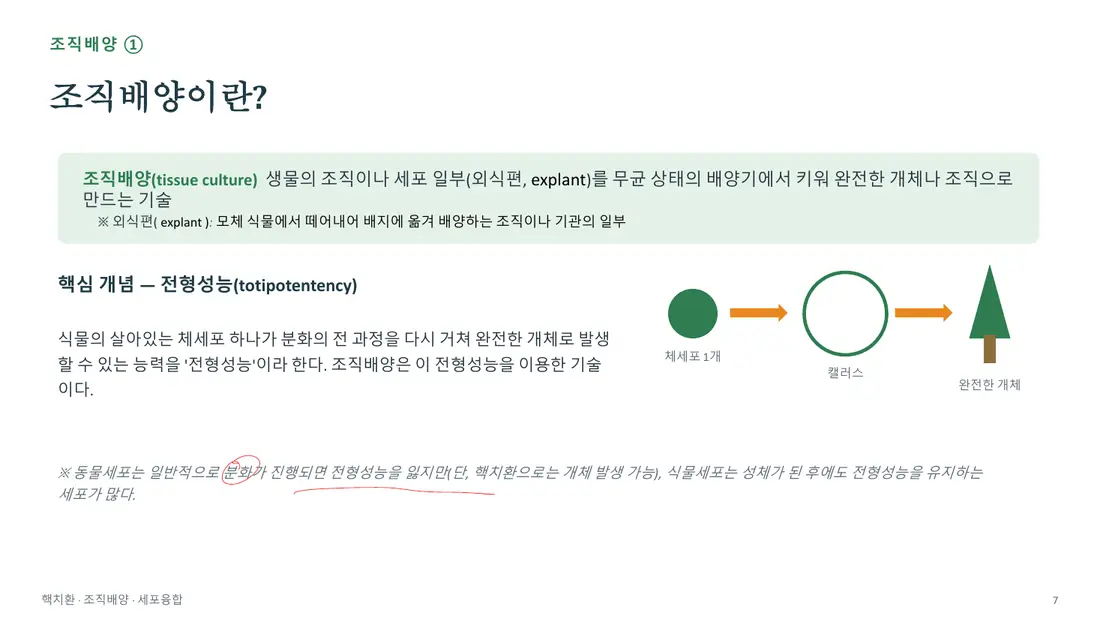 조직배양 ①
조직배양이란?
조직배양(tissue culture) 생물의 조직이나 세포 일부(외식편, explant)를 무균 상태의 배양기에서 키워 완전한 개체나 조직으로
만드는 기술
※ 외식편( explant ): 모체 식물에서 떼어내어 배지에 옮겨 배양하는 조직이나 기관의 일부
핵심 개념 — 전형성능(totipotentency)
식물의 살아있는 체세포 하나가 분화의 전 과정을 다시 거쳐 완전한 개체로 발생
할 수 있는 능력을 '전형성능'이라 한다. 조직배양은 이 전형성능을 이용한 기술
이다.
체세포 1개
캘러스
완전한 개체
※ 동물세포는 일반적으로 분화가 진행되면 전형성능을 잃지만(단, 핵치환으로는 개체 발생 가능), 식물세포는 성체가 된 후에도 전형성능을 유지하는
세포가 많다.
핵치환 · 조직배양 · 세포융합
7